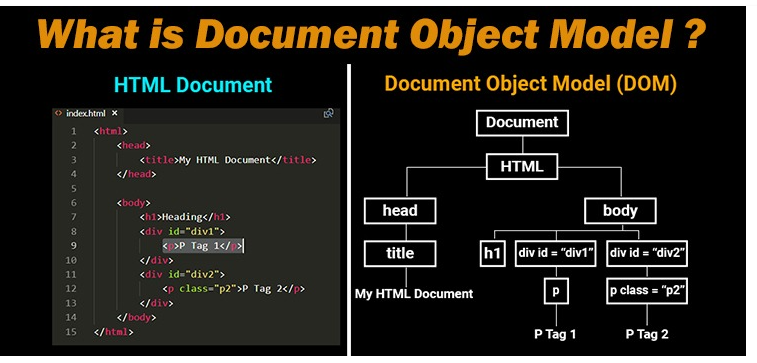 What is Document Object Model ?
HTML Document
index.html ×
1 <html>
2 <head>
3 <title>My HTML Document</title>
4 </head>
5
6 <body>
7 <h1>Heading</h1>
8 <div id="div1">
9 <p>P Tag 1</p>
10 </div>
11 <div id="div2">
12 <p class="p2">P Tag 2</p>
13 </div>
14 </body>
15 </html>
Document Object Model (DOM)
Document
HTML
head body
title h1 div id = “div1” div id = “div2”
My HTML Document p p class = “p2”
P Tag 1 P Tag 2